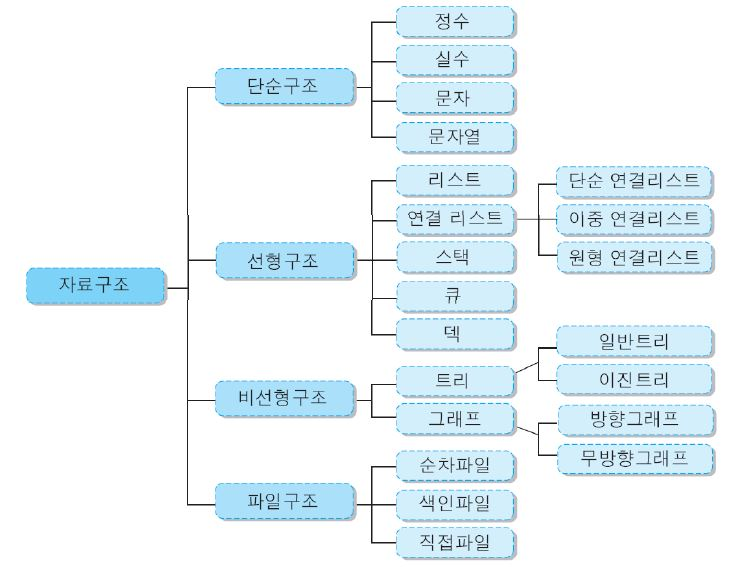 자료구조
단순구조
정수
실수
문자
문자열
선형구조
리스트
연결 리스트
단순 연결리스트
이중 연결리스트
원형 연결리스트
스택
큐
덱
비선형구조
트리
일반트리
이진트리
그래프
방향그래프
무방향그래프
파일구조
순차파일
색인파일
직접파일